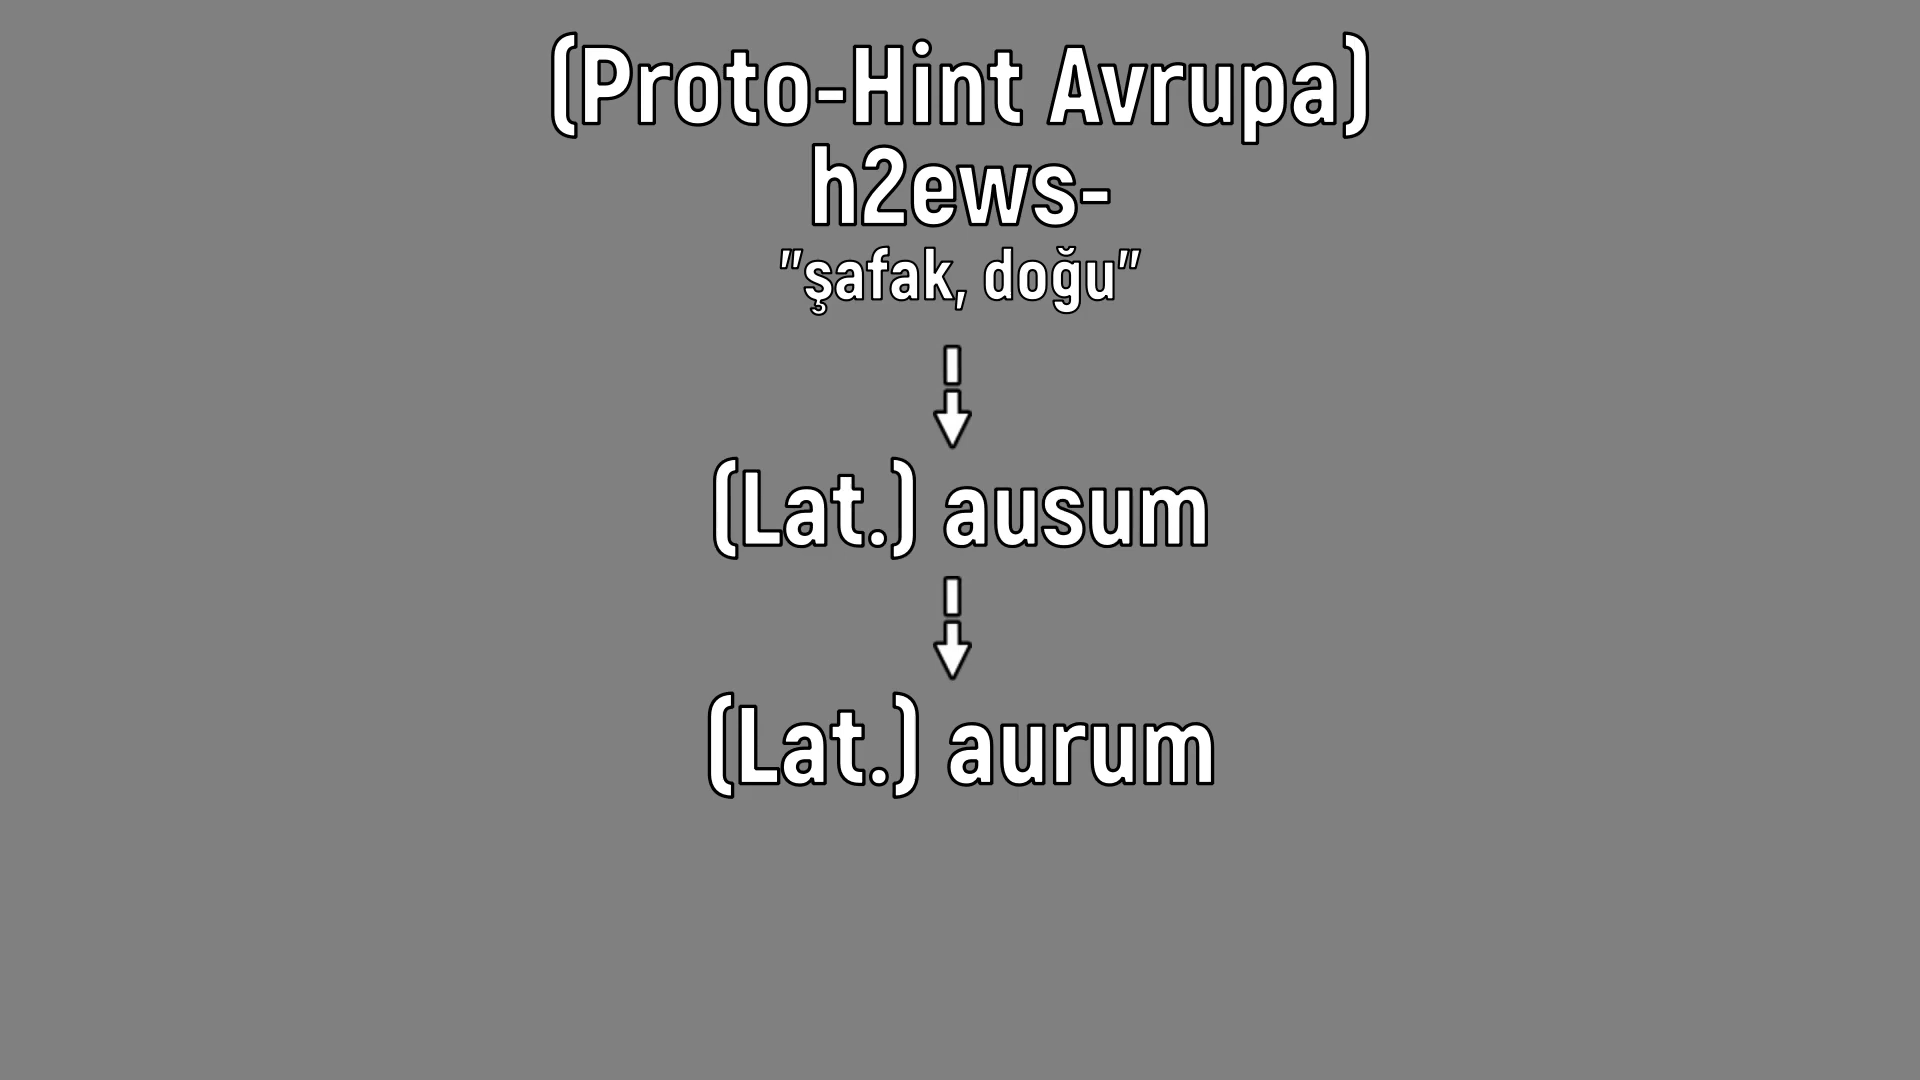 (Proto-Hint Avrupa)
h2ews-
"şafak, doğu"
(Lat.) ausum
(Lat.) aurum